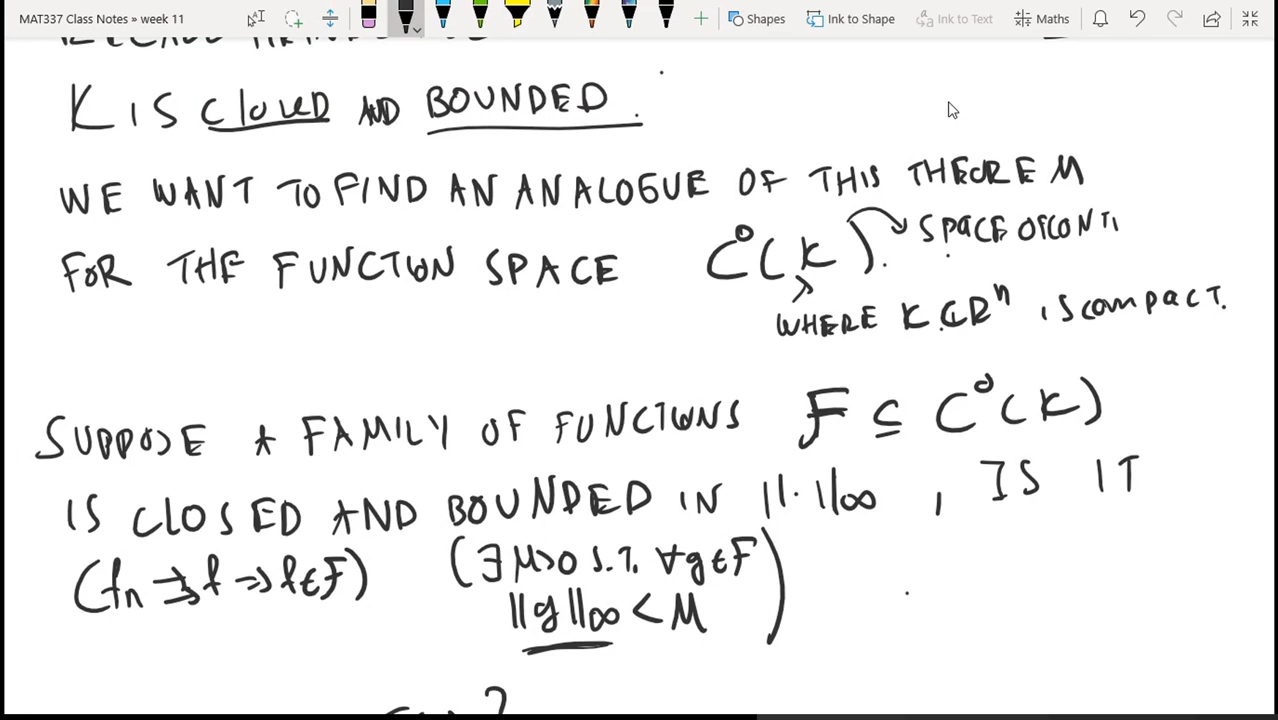 MAT337 Class Notes » week 11
Shapes
Ink to Shape
Ink to Text
Maths
RECALL
K IS CLOSED AND BOUNDED.
WE WANT TO FIND AN ANALOGUE OF THIS THEOREM
FOR THE FUNCTION SPACE C⁰(K). SPACE OF CONTI
WHERE K ⊂ Rⁿ IS COMPACT.
SUPPOSE A FAMILY OF FUNCTIONS F ⊆ C⁰(K)
IS CLOSED AND BOUNDED IN ||·||∞, IS IT
(fn ⇉ f ⇒ f ∈ F) (∃ M>0 S.T. ∀g ∈ F
||g||∞ < M)
?